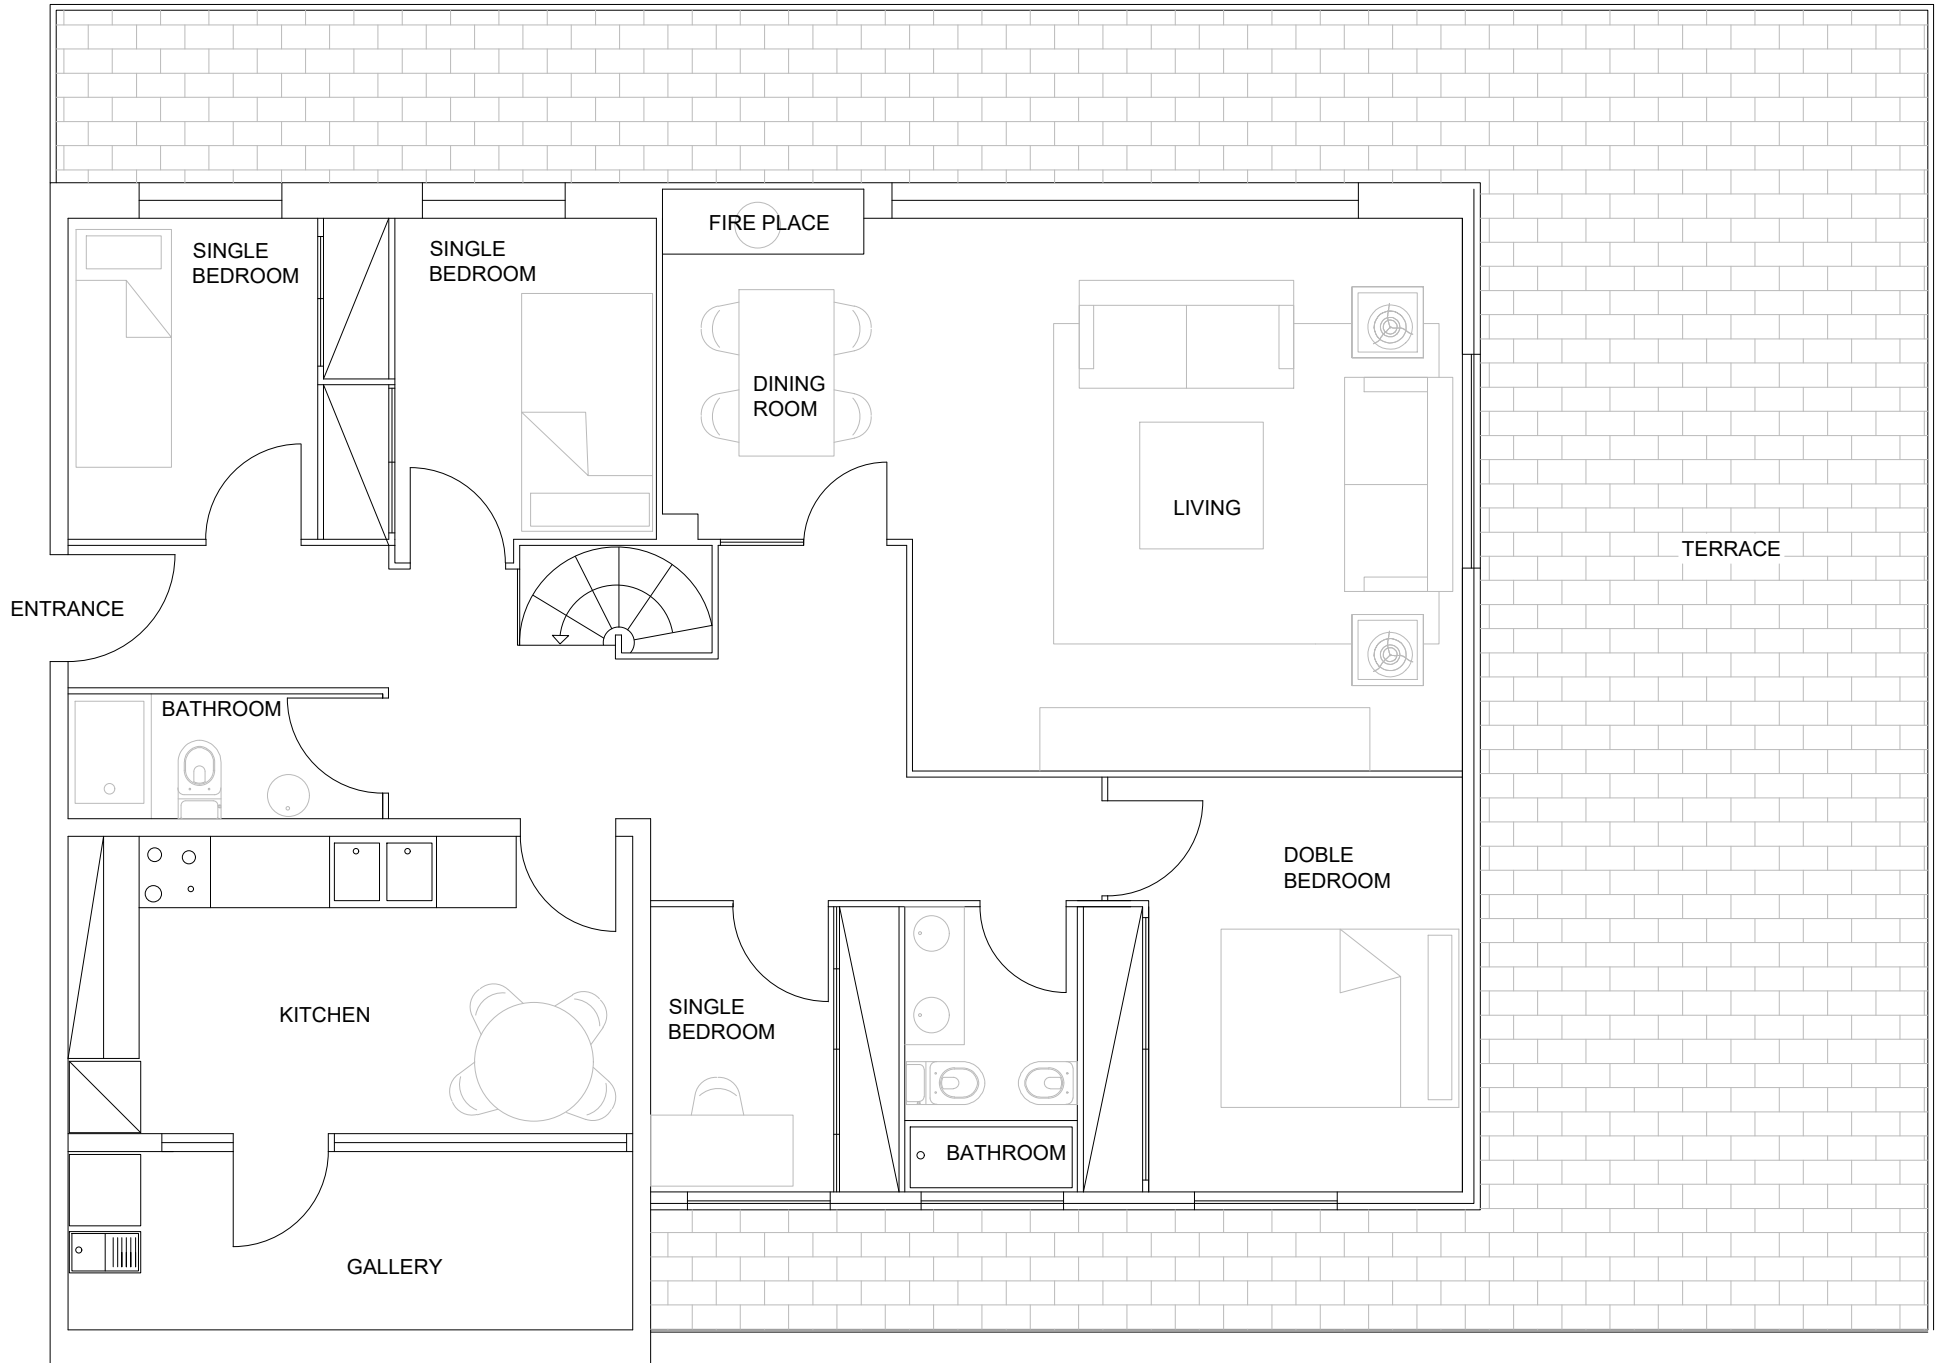 FIRE PLACE
SINGLE
BEDROOM
SINGLE
BEDROOM
DINING
ROOM
LIVING
TERRACE
ENTRANCE
BATHROOM
DOBLE
BEDROOM
KITCHEN
SINGLE
BEDROOM
BATHROOM
GALLERY